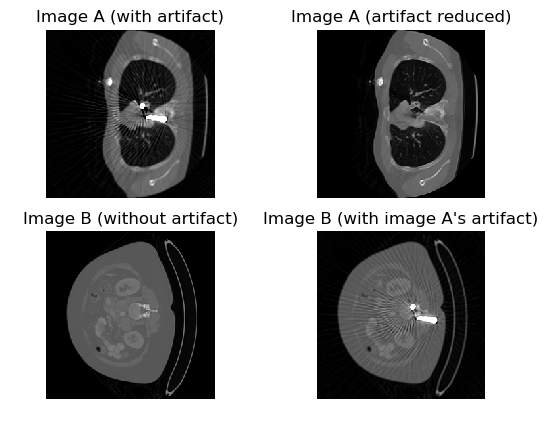 Image A (with artifact)
Image A (artifact reduced)
Image B (without artifact)
Image B (with image A's artifact)